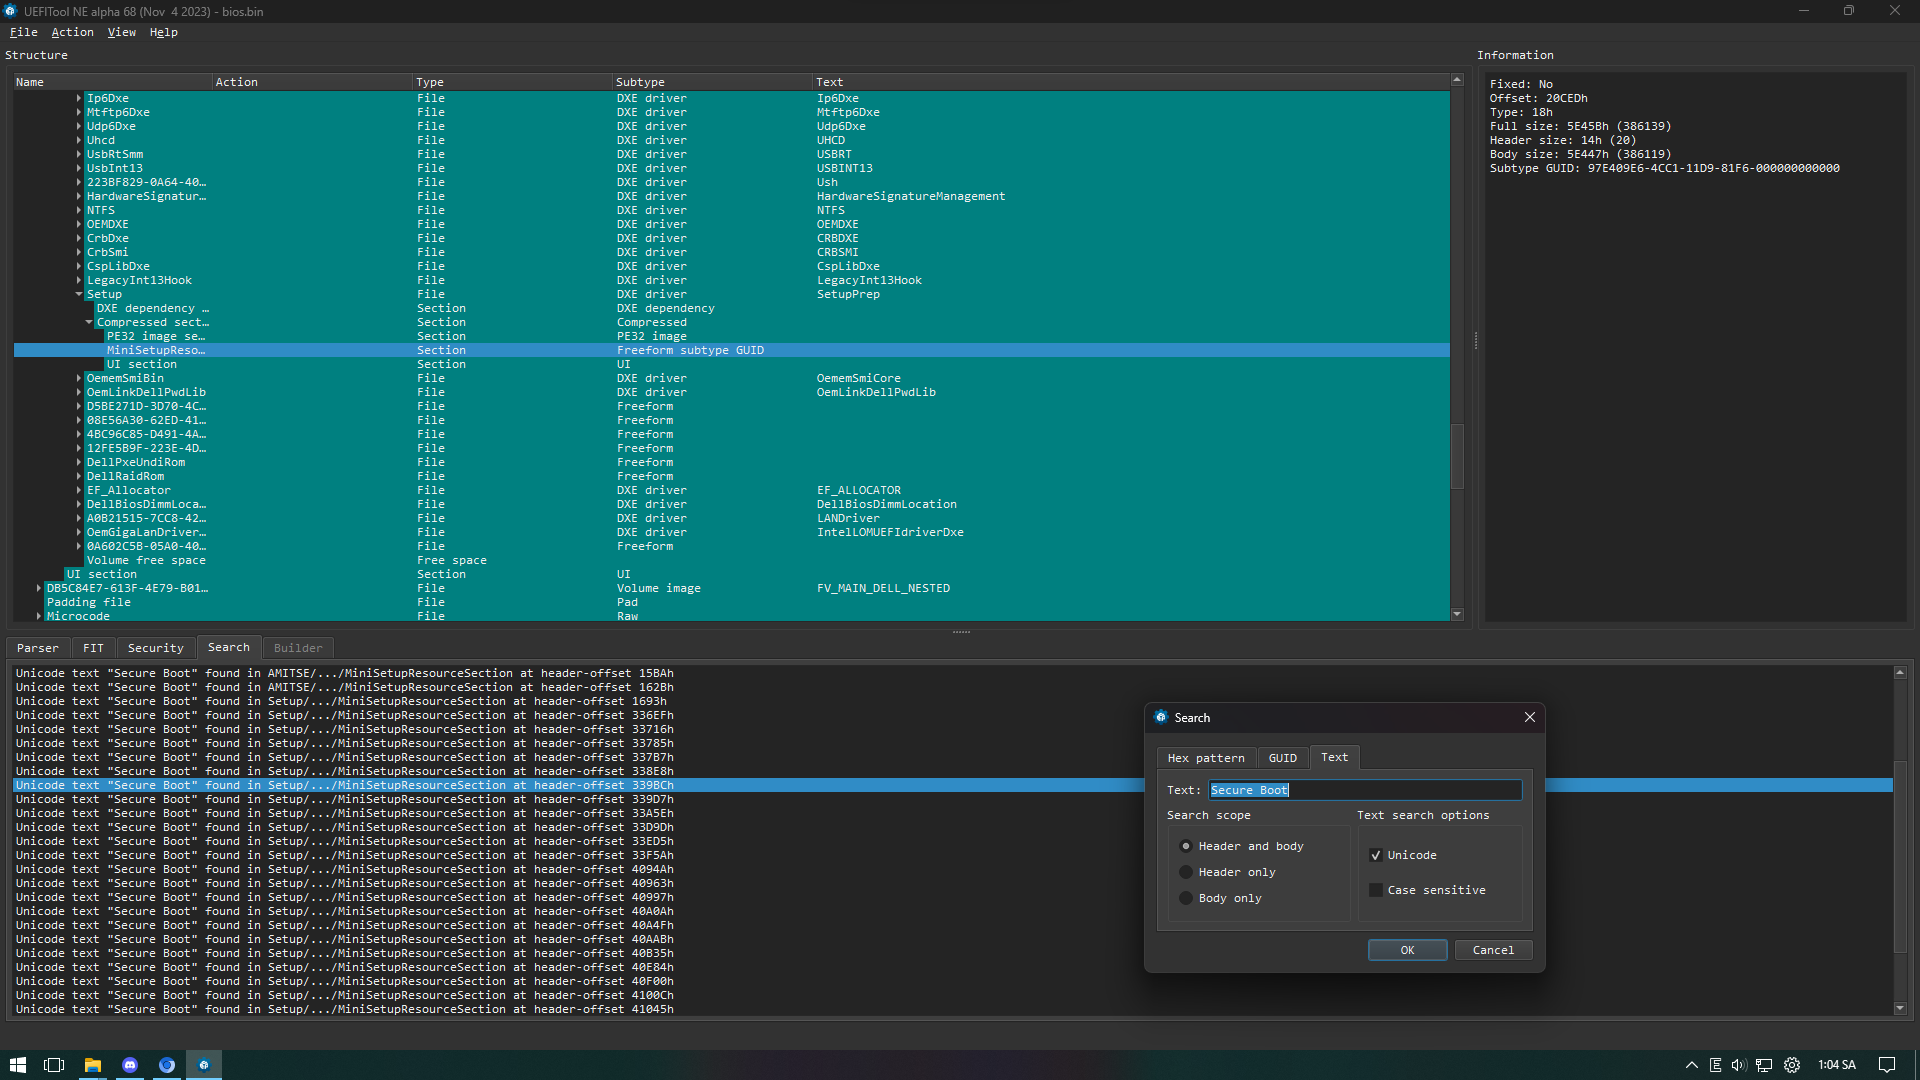 UEFITool NE alpha 68 (Nov  4 2023) - bios.bin
File Action View Help
Structure
Information
Name Action Type Subtype Text
Ip6Dxe File DXE driver Ip6Dxe
Mtftp6Dxe File DXE driver Mtftp6Dxe
Udp6Dxe File DXE driver Udp6Dxe
Uhcd File DXE driver UHCD
UsbRtSmm File DXE driver USBRT
UsbInt13 File DXE driver USBINT13
223BF829-0A64-40… File DXE driver Ush
HardwareSignatur… File DXE driver HardwareSignatureManagement
NTFS File DXE driver NTFS
OEMDXE File DXE driver OEMDXE
CrbDxe File DXE driver CRBDXE
CrbSmi File DXE driver CRBSMI
CspLibDxe File DXE driver CspLibDxe
LegacyInt13Hook File DXE driver LegacyInt13Hook
Setup File DXE driver SetupPrep
DXE dependency … Section DXE dependency
Compressed sect… Section Compressed
PE32 image se… Section PE32 image
MiniSetupReso… Section Freeform subtype GUID
UI section Section UI
OememSmiBin File DXE driver OememSmiCore
OemLinkDellPwdLib File DXE driver OemLinkDellPwdLib
D5BE271D-3D70-4C… File Freeform
08E56A30-62ED-41… File Freeform
4BC96C85-D491-4A… File Freeform
12FE5B9F-223E-4D… File Freeform
DellPxeUndiRom File Freeform
DellRaidRom File Freeform
EF_Allocator File DXE driver EF_ALLOCATOR
DellBiosDimmLoca… File DXE driver DellBiosDimmLocation
A0B21515-7CC8-42… File DXE driver LANDriver
OemGigaLanDriver… File DXE driver IntelLOMUEFIdriverDxe
0A602C5B-05A0-40… File Freeform
Volume free space Free space
UI section Section UI
DB5C84E7-613F-4E79-B01… File Volume image FV_MAIN_DELL_NESTED
Padding file File Pad
Microcode File Raw
Fixed: No
Offset: 20CEDh
Type: 18h
Full size: 5E45Bh (386139)
Header size: 14h (20)
Body size: 5E447h (386119)
Subtype GUID: 97E409E6-4CC1-11D9-81F6-000000000000
Parser FIT Security Search Builder
Unicode text "Secure Boot" found in AMITSE/.../MiniSetupResourceSection at header-offset 15BAh
Unicode text "Secure Boot" found in AMITSE/.../MiniSetupResourceSection at header-offset 162Bh
Unicode text "Secure Boot" found in Setup/.../MiniSetupResourceSection at header-offset 1693h
Unicode text "Secure Boot" found in Setup/.../MiniSetupResourceSection at header-offset 336EFh
Unicode text "Secure Boot" found in Setup/.../MiniSetupResourceSection at header-offset 33716h
Unicode text "Secure Boot" found in Setup/.../MiniSetupResourceSection at header-offset 33785h
Unicode text "Secure Boot" found in Setup/.../MiniSetupResourceSection at header-offset 337B7h
Unicode text "Secure Boot" found in Setup/.../MiniSetupResourceSection at header-offset 338E8h
Unicode text "Secure Boot" found in Setup/.../MiniSetupResourceSection at header-offset 339BCh
Unicode text "Secure Boot" found in Setup/.../MiniSetupResourceSection at header-offset 339D7h
Unicode text "Secure Boot" found in Setup/.../MiniSetupResourceSection at header-offset 33A5Eh
Unicode text "Secure Boot" found in Setup/.../MiniSetupResourceSection at header-offset 33D9Dh
Unicode text "Secure Boot" found in Setup/.../MiniSetupResourceSection at header-offset 33ED5h
Unicode text "Secure Boot" found in Setup/.../MiniSetupResourceSection at header-offset 33F5Ah
Unicode text "Secure Boot" found in Setup/.../MiniSetupResourceSection at header-offset 4094Ah
Unicode text "Secure Boot" found in Setup/.../MiniSetupResourceSection at header-offset 40963h
Unicode text "Secure Boot" found in Setup/.../MiniSetupResourceSection at header-offset 40997h
Unicode text "Secure Boot" found in Setup/.../MiniSetupResourceSection at header-offset 40A0Ah
Unicode text "Secure Boot" found in Setup/.../MiniSetupResourceSection at header-offset 40A4Fh
Unicode text "Secure Boot" found in Setup/.../MiniSetupResourceSection at header-offset 40AABh
Unicode text "Secure Boot" found in Setup/.../MiniSetupResourceSection at header-offset 40B35h
Unicode text "Secure Boot" found in Setup/.../MiniSetupResourceSection at header-offset 40E84h
Unicode text "Secure Boot" found in Setup/.../MiniSetupResourceSection at header-offset 40F00h
Unicode text "Secure Boot" found in Setup/.../MiniSetupResourceSection at header-offset 4100Ch
Unicode text "Secure Boot" found in Setup/.../MiniSetupResourceSection at header-offset 41045h
Search
Hex pattern GUID Text
Text: Secure Boot
Search scope Text search options
Header and body
Header only
Body only
Unicode
Case sensitive
OK Cancel
E 1:04 SA